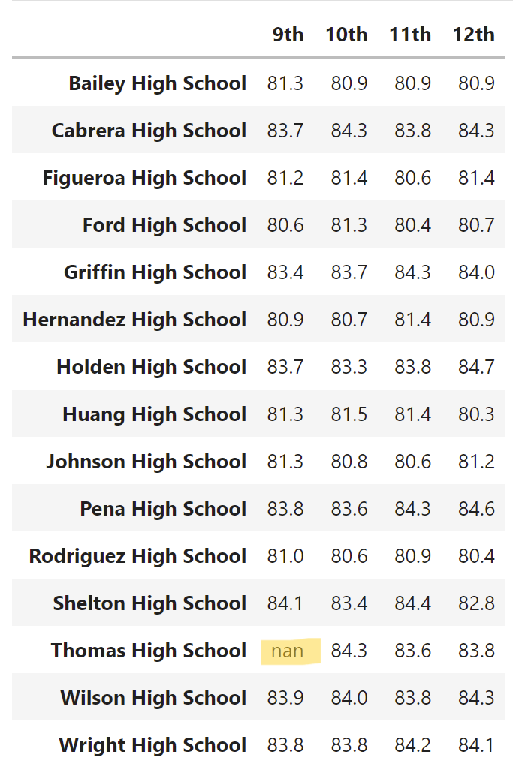 9th 10th 11th 12th
Bailey High School 81.3 80.9 80.9 80.9
Cabrera High School 83.7 84.3 83.8 84.3
Figueroa High School 81.2 81.4 80.6 81.4
Ford High School 80.6 81.3 80.4 80.7
Griffin High School 83.4 83.7 84.3 84.0
Hernandez High School 80.9 80.7 81.4 80.9
Holden High School 83.7 83.3 83.8 84.7
Huang High School 81.3 81.5 81.4 80.3
Johnson High School 81.3 80.8 80.6 81.2
Pena High School 83.8 83.6 84.3 84.6
Rodriguez High School 81.0 80.6 80.9 80.4
Shelton High School 84.1 83.4 84.4 82.8
Thomas High School nan 84.3 83.6 83.8
Wilson High School 83.9 84.0 83.8 84.3
Wright High School 83.8 83.8 84.2 84.1